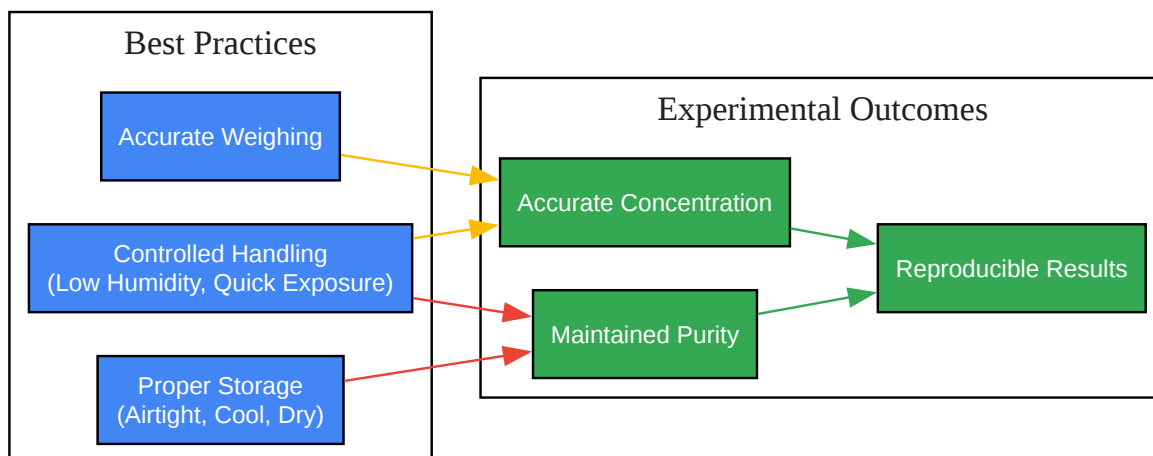 Best Practices
Accurate Weighing
Controlled Handling
(Low Humidity, Quick Exposure)
Proper Storage
(Airtight, Cool, Dry)
Experimental Outcomes
Accurate Concentration
Maintained Purity
Reproducible Results